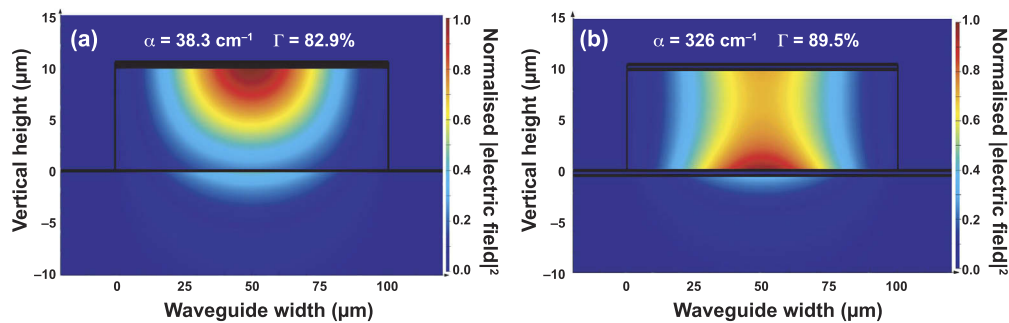 (a) α = 38.3 cm⁻¹ Γ = 82.9%
Vertical height (µm)
15
10
5
0
−5
−10
0 25 50 75 100
Waveguide width (µm)
1.0
0.8
0.6
0.4
0.2
0.0
Normalised |electric field|²
(b) α = 326 cm⁻¹ Γ = 89.5%
Vertical height (µm)
15
10
5
0
−5
−10
0 25 50 75 100
Waveguide width (µm)
1.0
0.8
0.6
0.4
0.2
0.0
Normalised |electric field|²